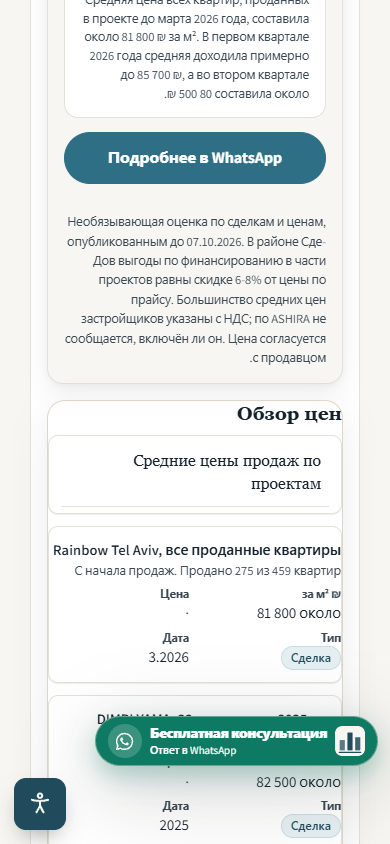 Средняя цена всех квартир, проданных
в проекте до марта 2026 года, составила
около 81 800 ₪ за м². В первом квартале
2026 года средняя доходила примерно
до 85 700 ₪, а во втором квартале
.₪ 500 80 составила около
Подробнее в WhatsApp
Необязывающая оценка по сделкам и ценам,
опубликованным до 07.10.2026. В районе Сде-
Дов выгоды по финансированию в части
проектов равны скидке 6-8% от цены по
прайсу. Большинство средних цен
застройщиков указаны с НДС; по ASHIRA не
сообщается, включён ли он. Цена согласуется
.с продавцом
Обзор цен
Средние цены продаж по
проектам
Rainbow Tel Aviv, все проданные квартиры
С начала продаж. Продано 275 из 459 квартир
Цена за м² ₪
· 81 800 около
Дата Тип
3.2026 Сделка
Бесплатная консультация
Ответ в WhatsApp
82 500 около
Дата Тип
2025 Сделка